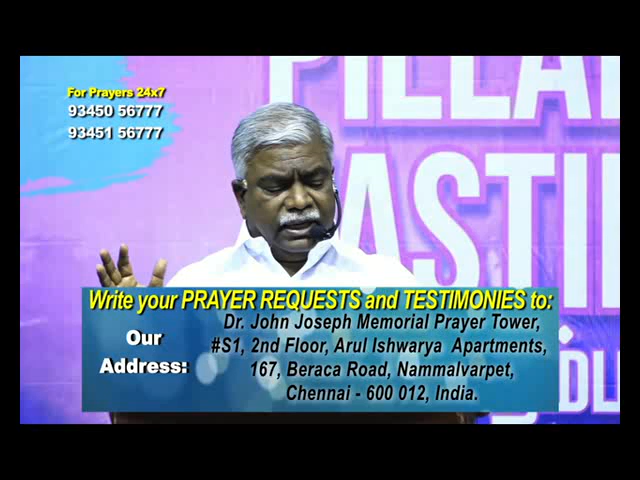 For Prayers 24x7
93450 56777
93451 56777
Write your PRAYER REQUESTS and TESTIMONIES to:
Our
Address:
Dr. John Joseph Memorial Prayer Tower,
#S1, 2nd Floor, Arul Ishwarya Apartments,
167, Beraca Road, Nammalvarpet,
Chennai - 600 012, India.